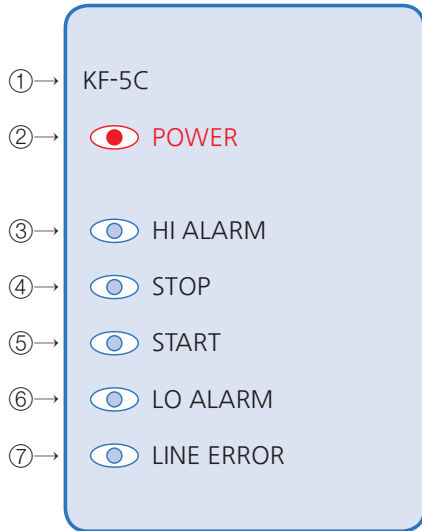 ①→ KF-5C
②→ POWER
③→ HI ALARM
④→ STOP
⑤→ START
⑥→ LO ALARM
⑦→ LINE ERROR